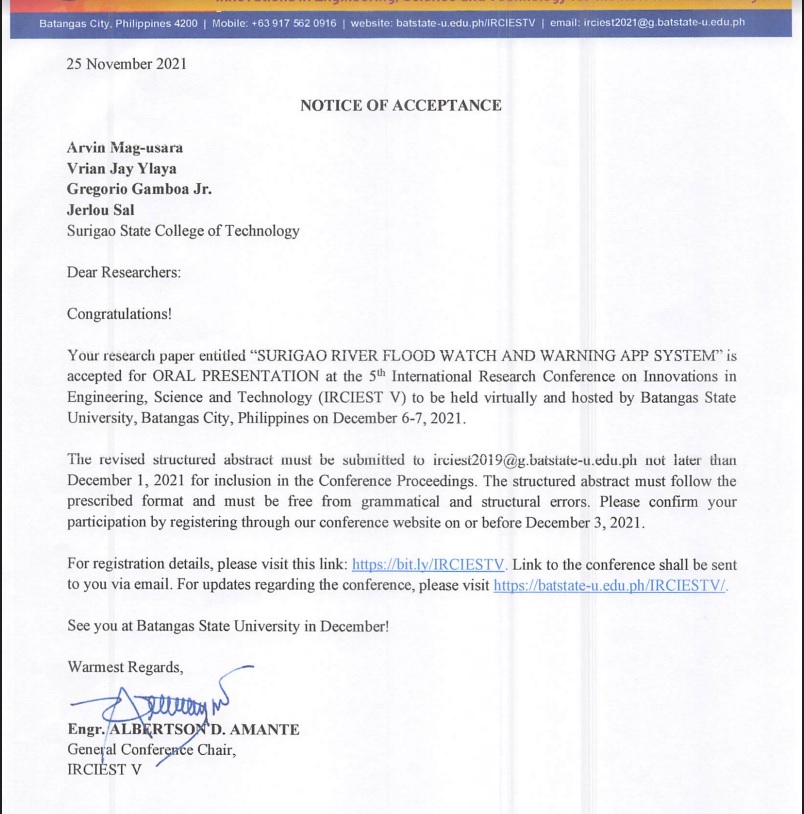 Batangas City, Philippines 4200 | Mobile: +63 917 562 0916 | website: batstate-u.edu.ph/IRCIESTV | email: irciest2021@g.batstate-u.edu.ph
25 November 2021
NOTICE OF ACCEPTANCE
Arvin Mag-usara
Vrian Jay Ylaya
Gregorio Gamboa Jr.
Jerlou Sal
Surigao State College of Technology
Dear Researchers:
Congratulations!
Your research paper entitled “SURIGAO RIVER FLOOD WATCH AND WARNING APP SYSTEM” is
accepted for ORAL PRESENTATION at the 5th International Research Conference on Innovations in
Engineering, Science and Technology (IRCIEST V) to be held virtually and hosted by Batangas State
University, Batangas City, Philippines on December 6-7, 2021.
The revised structured abstract must be submitted to irciest2019@g.batstate-u.edu.ph not later than
December 1, 2021 for inclusion in the Conference Proceedings. The structured abstract must follow the
prescribed format and must be free from grammatical and structural errors. Please confirm your
participation by registering through our conference website on or before December 3, 2021.
For registration details, please visit this link: https://bit.ly/IRCIESTV. Link to the conference shall be sent
to you via email. For updates regarding the conference, please visit https://batstate-u.edu.ph/IRCIESTV/.
See you at Batangas State University in December!
Warmest Regards,
Engr. ALBERTSON D. AMANTE
General Conference Chair,
IRCIEST V